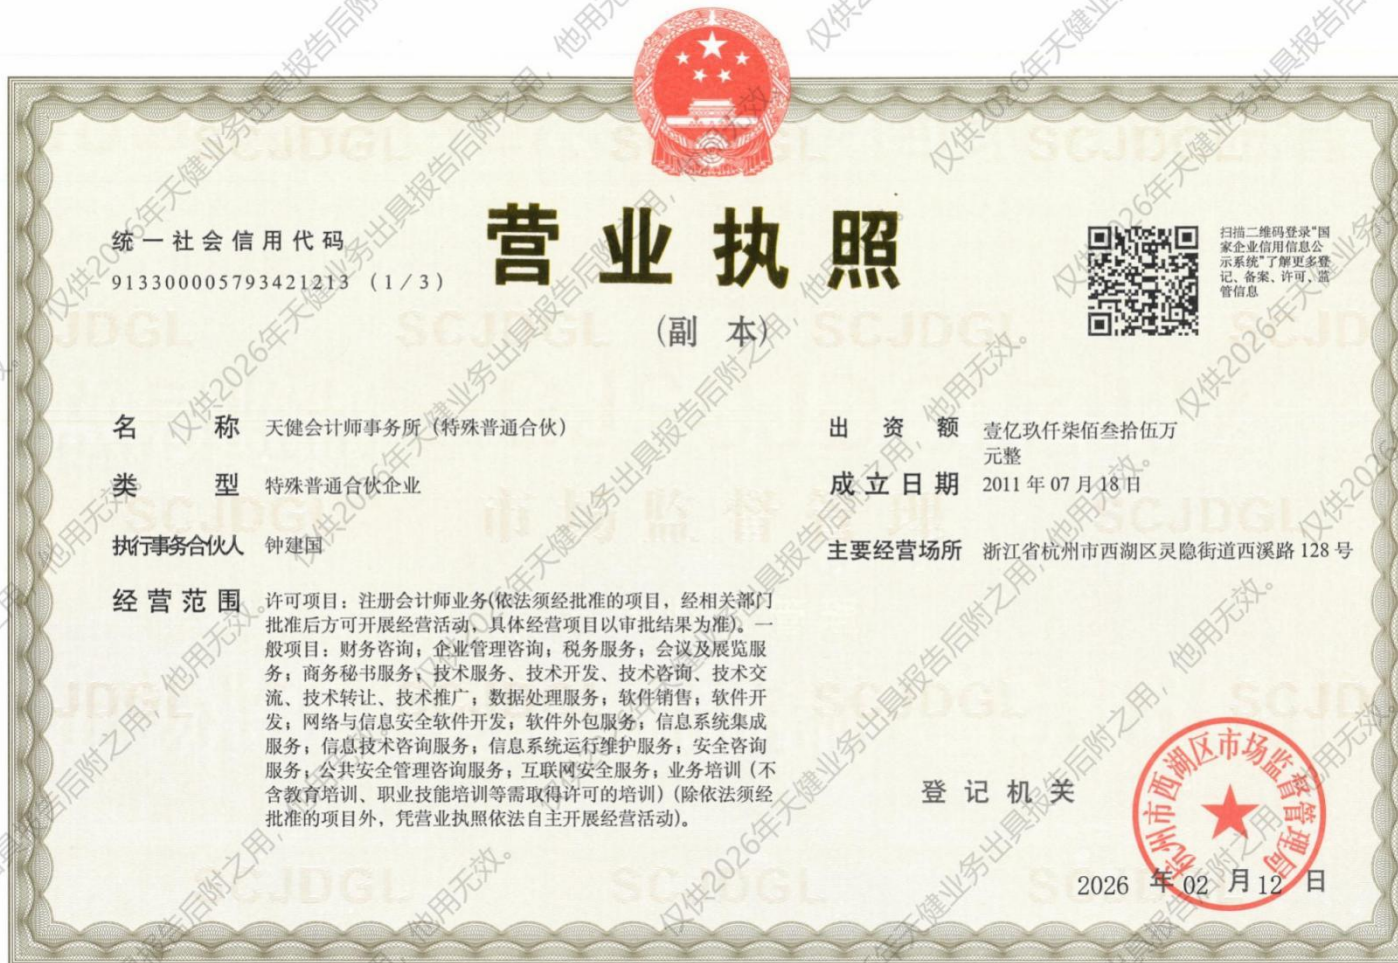 营业执照
(副 本)
统一社会信用代码
913300005793421213 (1/3)
扫描二维码登录“国
家企业信用信息公
示系统”了解更多登
记、备案、许可、监
管信息
名 称 天健会计师事务所（特殊普通合伙）
类 型 特殊普通合伙企业
执行事务合伙人 钟建国
经营范围 许可项目：注册会计师业务(依法须经批准的项目，经相关部门
批准后方可开展经营活动，具体经营项目以审批结果为准)。一
般项目：财务咨询；企业管理咨询；税务服务；会议及展览服
务；商务秘书服务；技术服务、技术开发、技术咨询、技术交
流、技术转让、技术推广；数据处理服务；软件销售；软件开
发；网络与信息安全软件开发；软件外包服务；信息系统集成
服务；信息技术咨询服务；信息系统运行维护服务；安全咨询
服务；公共安全管理咨询服务；互联网安全服务；业务培训（不
含教育培训、职业技能培训等需取得许可的培训）(除依法须经
批准的项目外，凭营业执照依法自主开展经营活动)。
出 资 额 壹亿玖仟柒佰叁拾伍万
元整
成立日期 2011 年 07 月 18 日
主要经营场所 浙江省杭州市西湖区灵隐街道西溪路 128 号
登 记 机 关
杭州市西湖区市场监督管理局
2026 年 02 月 12 日
仅供2026年天健业务出具报告后附之用，他用无效。
SCJDGL
市场监督管理